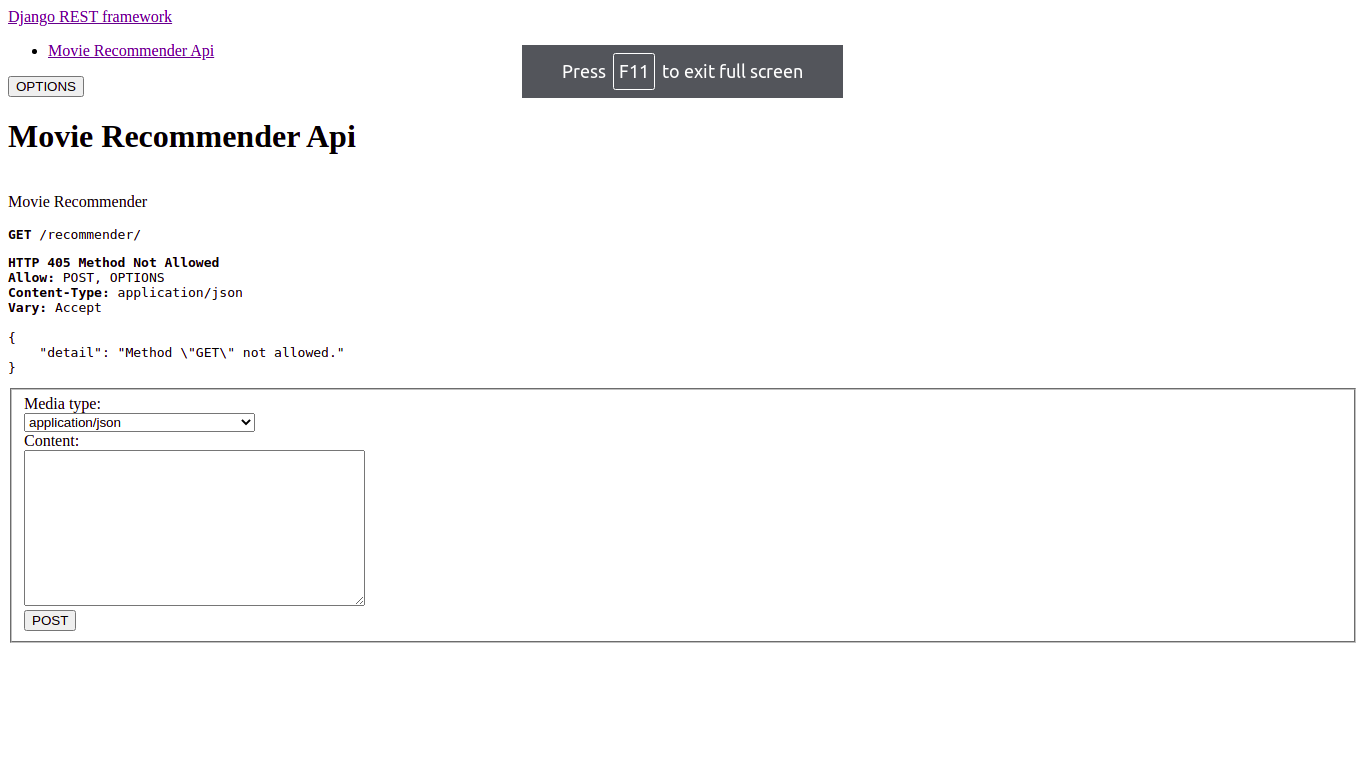 Django REST framework
Movie Recommender Api
Press F11 to exit full screen
OPTIONS
Movie Recommender Api
Movie Recommender
GET /recommender/
HTTP 405 Method Not Allowed
Allow: POST, OPTIONS
Content-Type: application/json
Vary: Accept
{
    "detail": "Method \"GET\" not allowed."
}
Media type:
application/json
Content:
POST